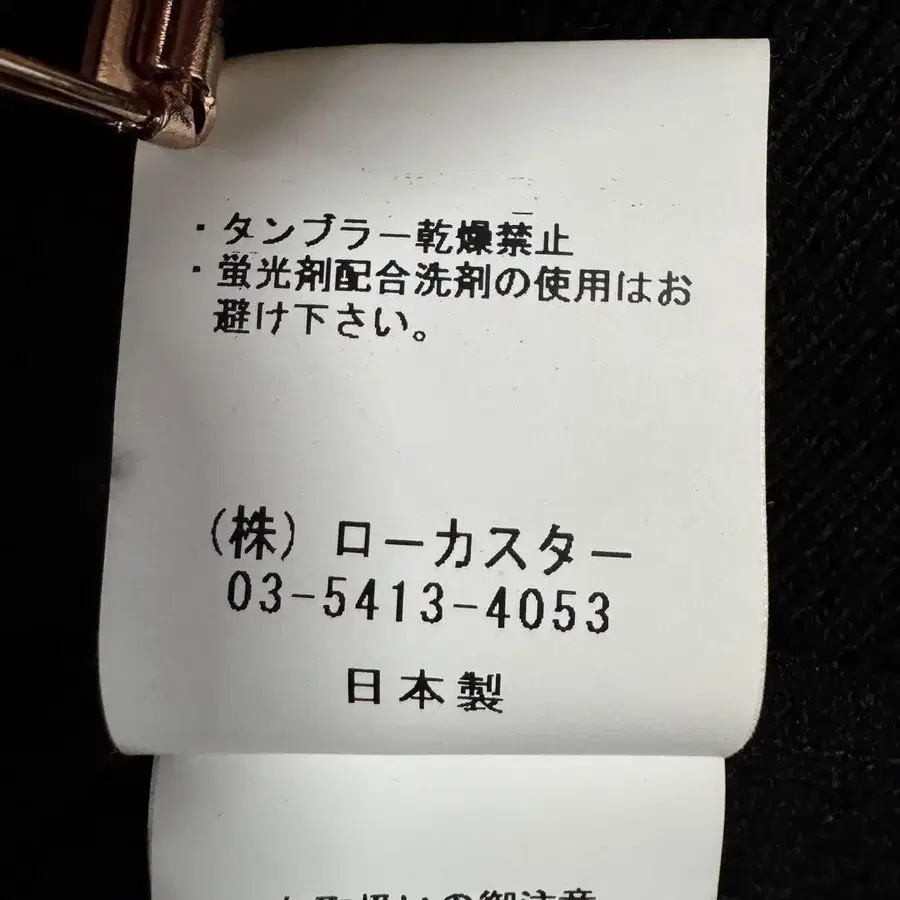 ・タンブラー乾燥禁止
・蛍光剤配合洗剤の使用はお
避け下さい。
(株) ローカスター
03-5413-4053
日本製